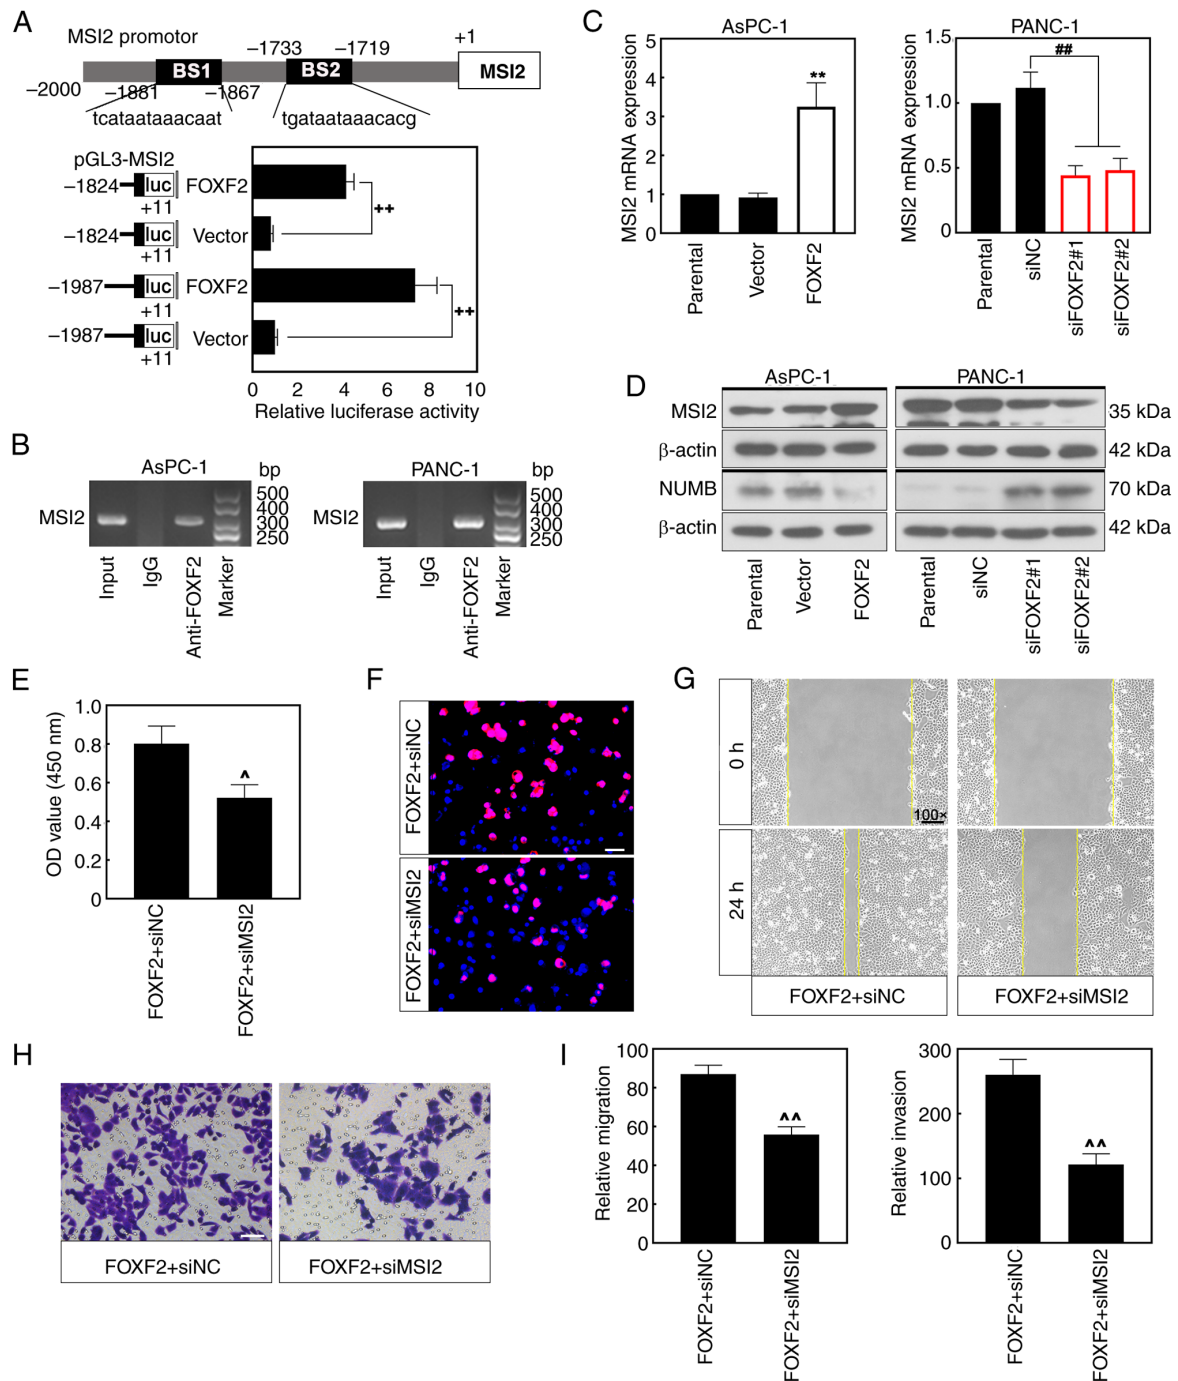 A
MSI2 promotor
−1733
−1719
+1
BS1
BS2
MSI2
−2000
−1881
−1867
tcataataaacaat
tgataataaacacg
pGL3-MSI2
−1824
luc
FOXF2
+11
++
−1824
luc
Vector
+11
−1987
luc
FOXF2
+11
++
−1987
luc
Vector
+11
0 2 4 6 8 10
Relative luciferase activity
B
AsPC-1
bp
MSI2
500
400
300
250
Input
IgG
Anti-FOXF2
Marker
PANC-1
bp
MSI2
500
400
300
250
Input
IgG
Anti-FOXF2
Marker
C
AsPC-1
MSI2 mRNA expression
5
4
3
2
1
0
**
Parental
Vector
FOXF2
PANC-1
MSI2 mRNA expression
1.5
1.0
0.5
0
##
Parental
siNC
siFOXF2#1
siFOXF2#2
D
AsPC-1
PANC-1
MSI2
35 kDa
β-actin
42 kDa
NUMB
70 kDa
β-actin
42 kDa
Parental
Vector
FOXF2
Parental
siNC
siFOXF2#1
siFOXF2#2
E
OD value (450 nm)
1.0
0.8
0.6
0.4
0.2
0
^
FOXF2+siNC
FOXF2+siMSI2
F
FOXF2+siNC
FOXF2+siMSI2
G
0 h
100×
24 h
FOXF2+siNC
FOXF2+siMSI2
H
FOXF2+siNC
FOXF2+siMSI2
I
Relative migration
100
80
60
40
20
0
^^
FOXF2+siNC
FOXF2+siMSI2
Relative invasion
300
200
100
0
^^
FOXF2+siNC
FOXF2+siMSI2